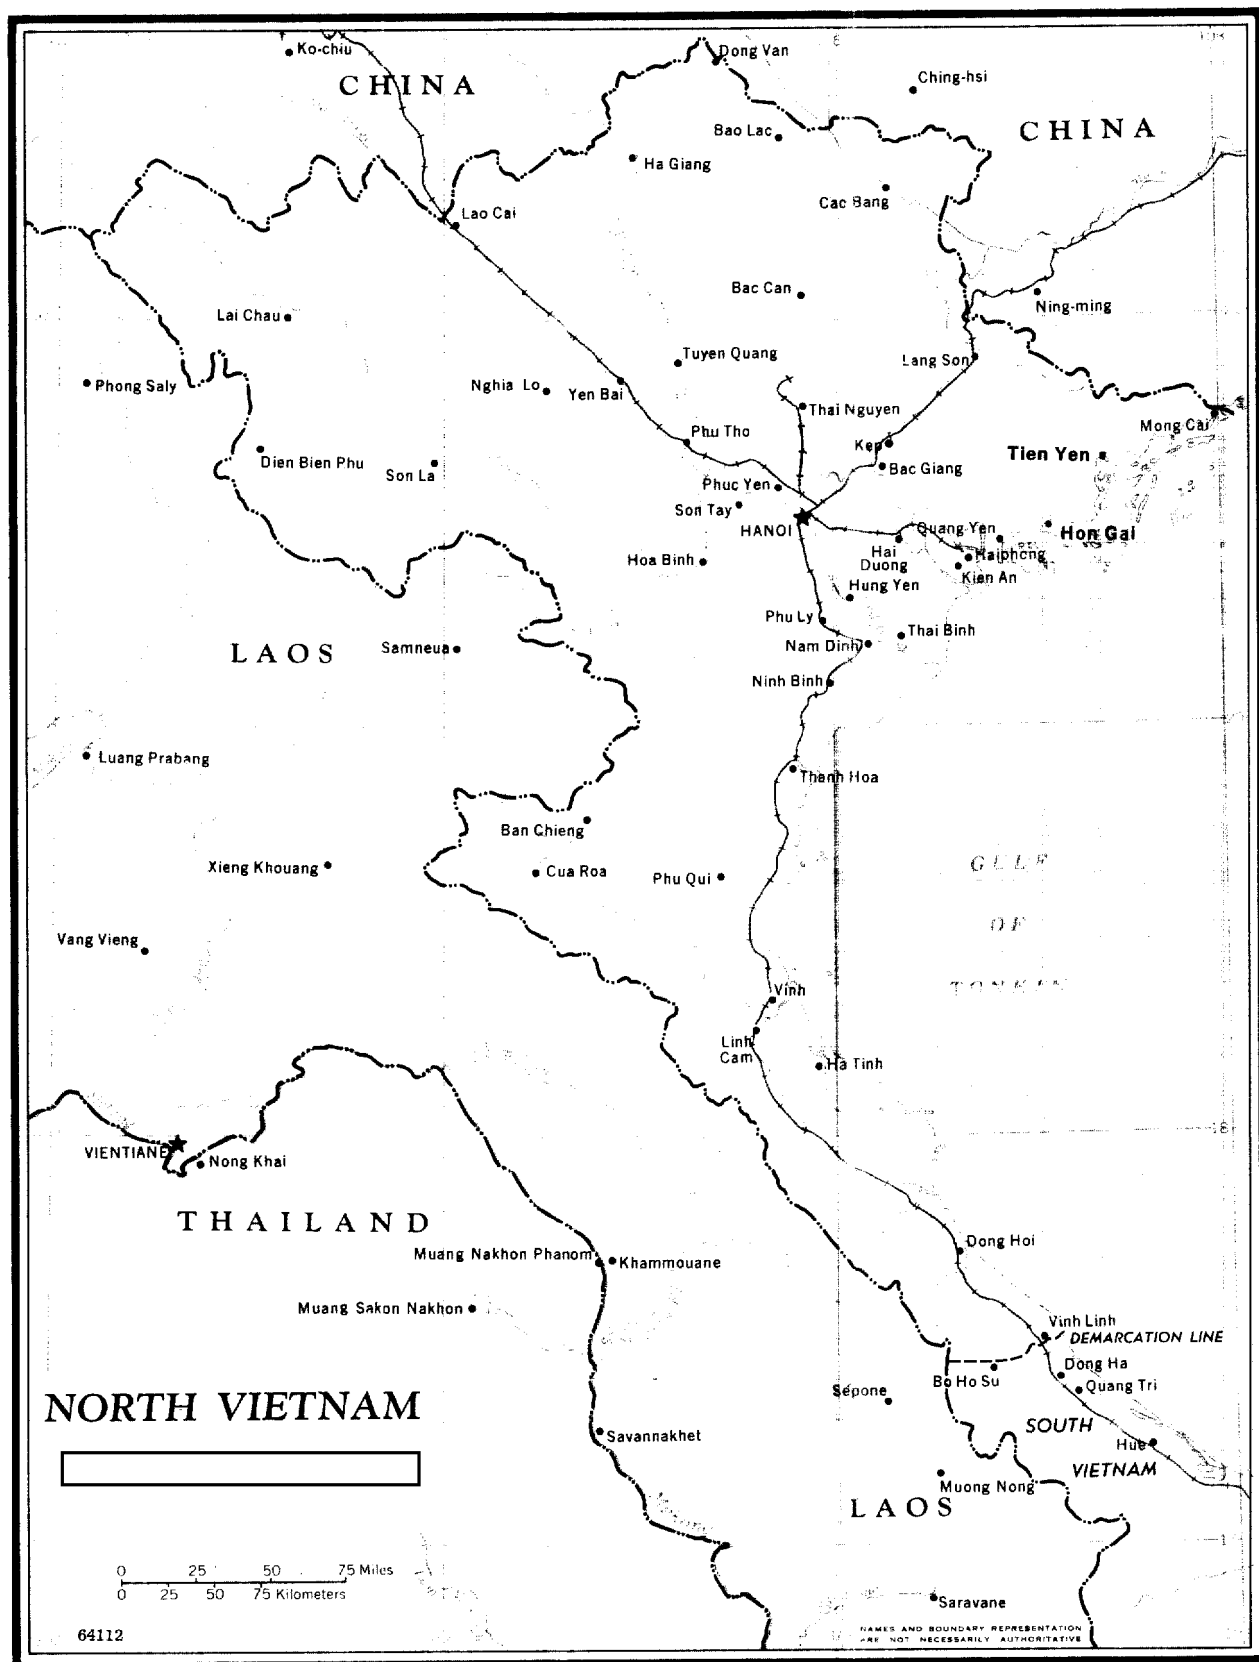 Ko-chiu
Dong Van
CHINA
Ching-hsi
Bao Lac
CHINA
Ha Giang
Cac Bang
Lao Cai
Bac Can
Ning-ming
Lai Chau
Tuyen Quang
Lang Son
Phong Saly
Nghia Lo
Yen Bai
Thai Nguyen
Mong Cai
Phu Tho
Kep
Tien Yen
Dien Bien Phu
Son La
Bac Giang
Phuc Yen
Son Tay
HANOI
Quang Yen
Hon Gai
Hai
Duong
Haiphong
Hoa Binh
Kien An
Hung Yen
Phu Ly
Thai Binh
LAOS
Samneua
Nam Dinh
Ninh Binh
Luang Prabang
Thanh Hoa
Ban Chieng
GULF
Xieng Khouang
Cua Roa
Phu Qui
OF
Vang Vieng
TONKIN
Vinh
Linh
Cam
Ha Tinh
18
VIENTIANE
Nong Khai
THAILAND
Dong Hoi
Muang Nakhon Phanom
Khammouane
Muang Sakon Nakhon
Vinh Linh
DEMARCATION LINE
Dong Ha
Bo Ho Su
Quang Tri
Sepone
NORTH VIETNAM
SOUTH
Savannakhet
Hue
VIETNAM
Muong Nong
LAOS
0 25 50 75 Miles
0 25 50 75 Kilometers
Saravane
64112
NAMES AND BOUNDARY REPRESENTATION
ARE NOT NECESSARILY AUTHORITATIVE